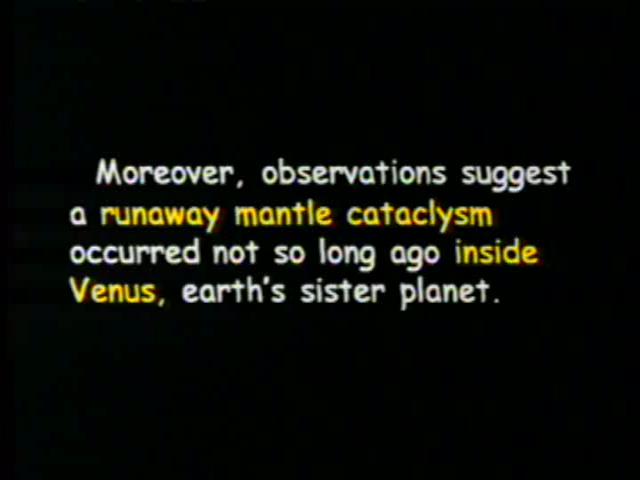 Moreover, observations suggest
a runaway mantle cataclysm
occurred not so long ago inside
Venus, earth's sister planet.